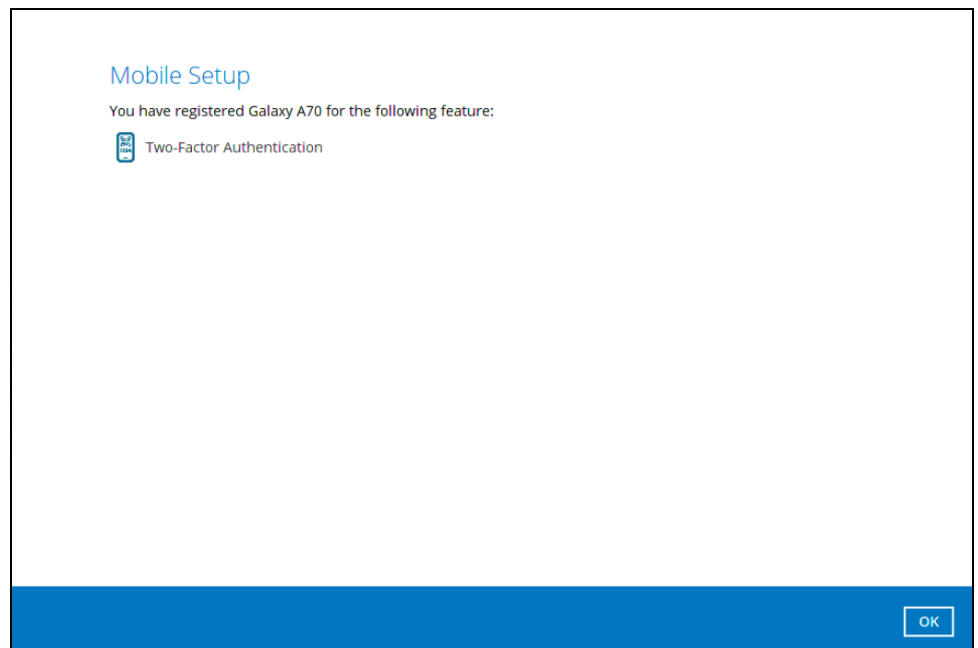 Mobile Setup
You have registered Galaxy A70 for the following feature:
Two-Factor Authentication
OK